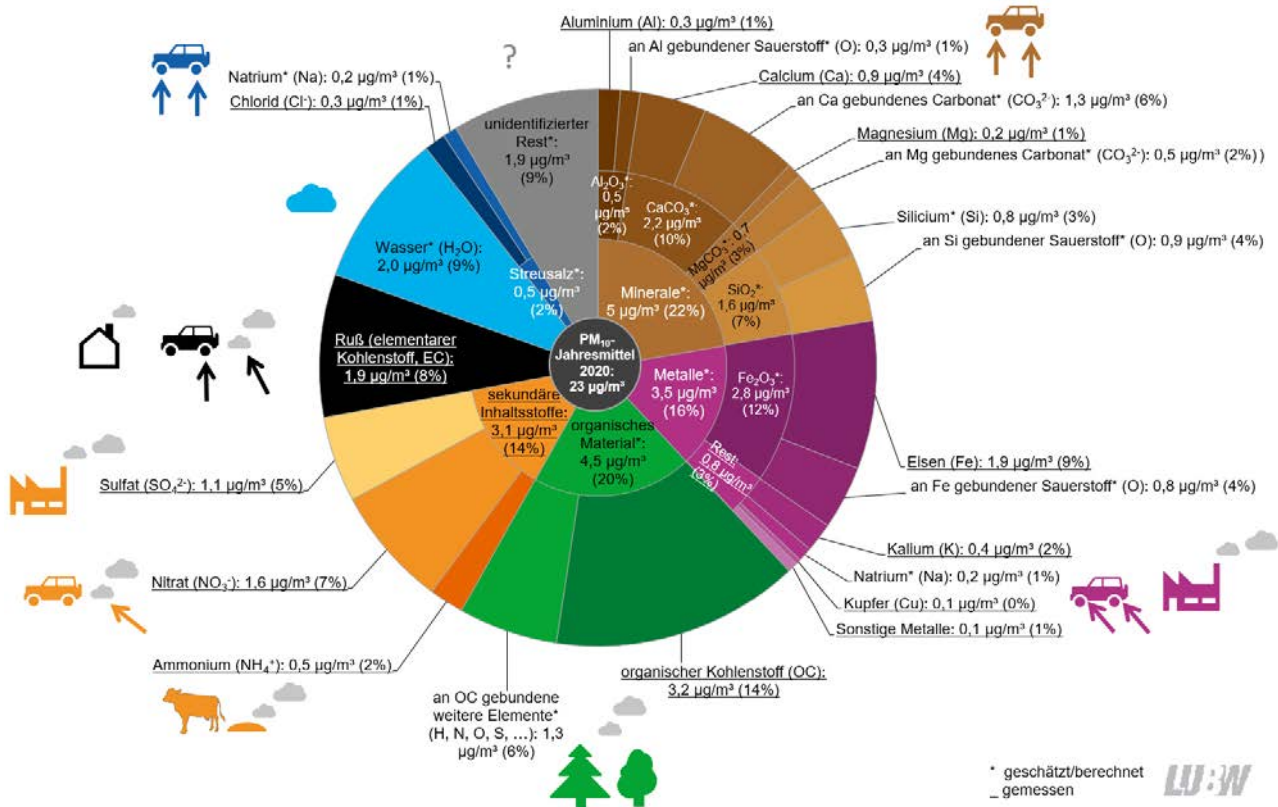 Aluminium (Al): 0,3 µg/m³ (1%)
an Al gebundener Sauerstoff* (O): 0,3 µg/m³ (1%)
Calcium (Ca): 0,9 µg/m³ (4%)
an Ca gebundenes Carbonat* (CO₃²⁻): 1,3 µg/m³ (6%)
Magnesium (Mg): 0,2 µg/m³ (1%)
an Mg gebundenes Carbonat* (CO₃²⁻): 0,5 µg/m³ (2%))
Silicium* (Si): 0,8 µg/m³ (3%)
an Si gebundener Sauerstoff* (O): 0,9 µg/m³ (4%)
Eisen (Fe): 1,9 µg/m³ (9%)
an Fe gebundener Sauerstoff* (O): 0,8 µg/m³ (4%)
Kalium (K): 0,4 µg/m³ (2%)
Natrium* (Na): 0,2 µg/m³ (1%)
Kupfer (Cu): 0,1 µg/m³ (0%)
Sonstige Metalle: 0,1 µg/m³ (1%)
organischer Kohlenstoff (OC):
3,2 µg/m³ (14%)
an OC gebundene
weitere Elemente*
(H, N, O, S, ...): 1,3
µg/m³ (6%)
Ammonium (NH₄⁺): 0,5 µg/m³ (2%)
Nitrat (NO₃⁻): 1,6 µg/m³ (7%)
Sulfat (SO₄²⁻): 1,1 µg/m³ (5%)
Ruß (elementarer
Kohlenstoff, EC):
1,9 µg/m³ (8%)
Wasser* (H₂O):
2,0 µg/m³ (9%)
Chlorid (Cl⁻): 0,3 µg/m³ (1%)
Natrium* (Na): 0,2 µg/m³ (1%)
?
unidentifizierter
Rest*:
1,9 µg/m³
(9%)
Streusalz*:
0,5 µg/m³
(2%)
Al₂O₃*:
0,5
µg/m³
(2%)
CaCO₃*:
2,2 µg/m³
(10%)
MgCO₃*: 0,7
µg/m³ (3%)
SiO₂*:
1,6 µg/m³
(7%)
Minerale*:
5 µg/m³ (22%)
Metalle*:
3,5 µg/m³
(16%)
Fe₂O₃*:
2,8 µg/m³
(12%)
Rest:
0,8 µg/m³
(3%)
organisches
Material*:
4,5 µg/m³
(20%)
sekundäre
Inhaltsstoffe:
3,1 µg/m³
(14%)
PM₁₀-
Jahresmittel
2020:
23 µg/m³
* geschätzt/berechnet
_ gemessen
LUBW